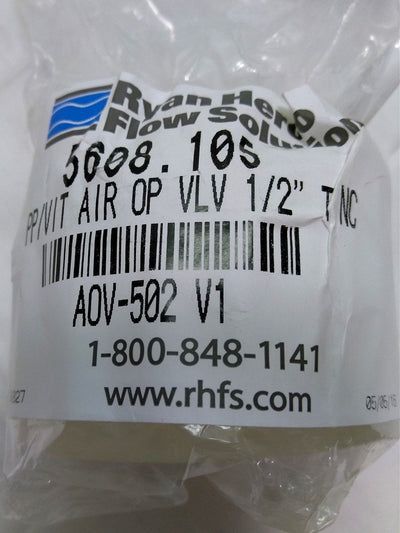 Ryan Herco
Flow Solutions
5608.105
PP/VIT AIR OP VLV 1/2" T NC
AOV-502 V1
1-800-848-1141
www.rhfs.com
05/05/15